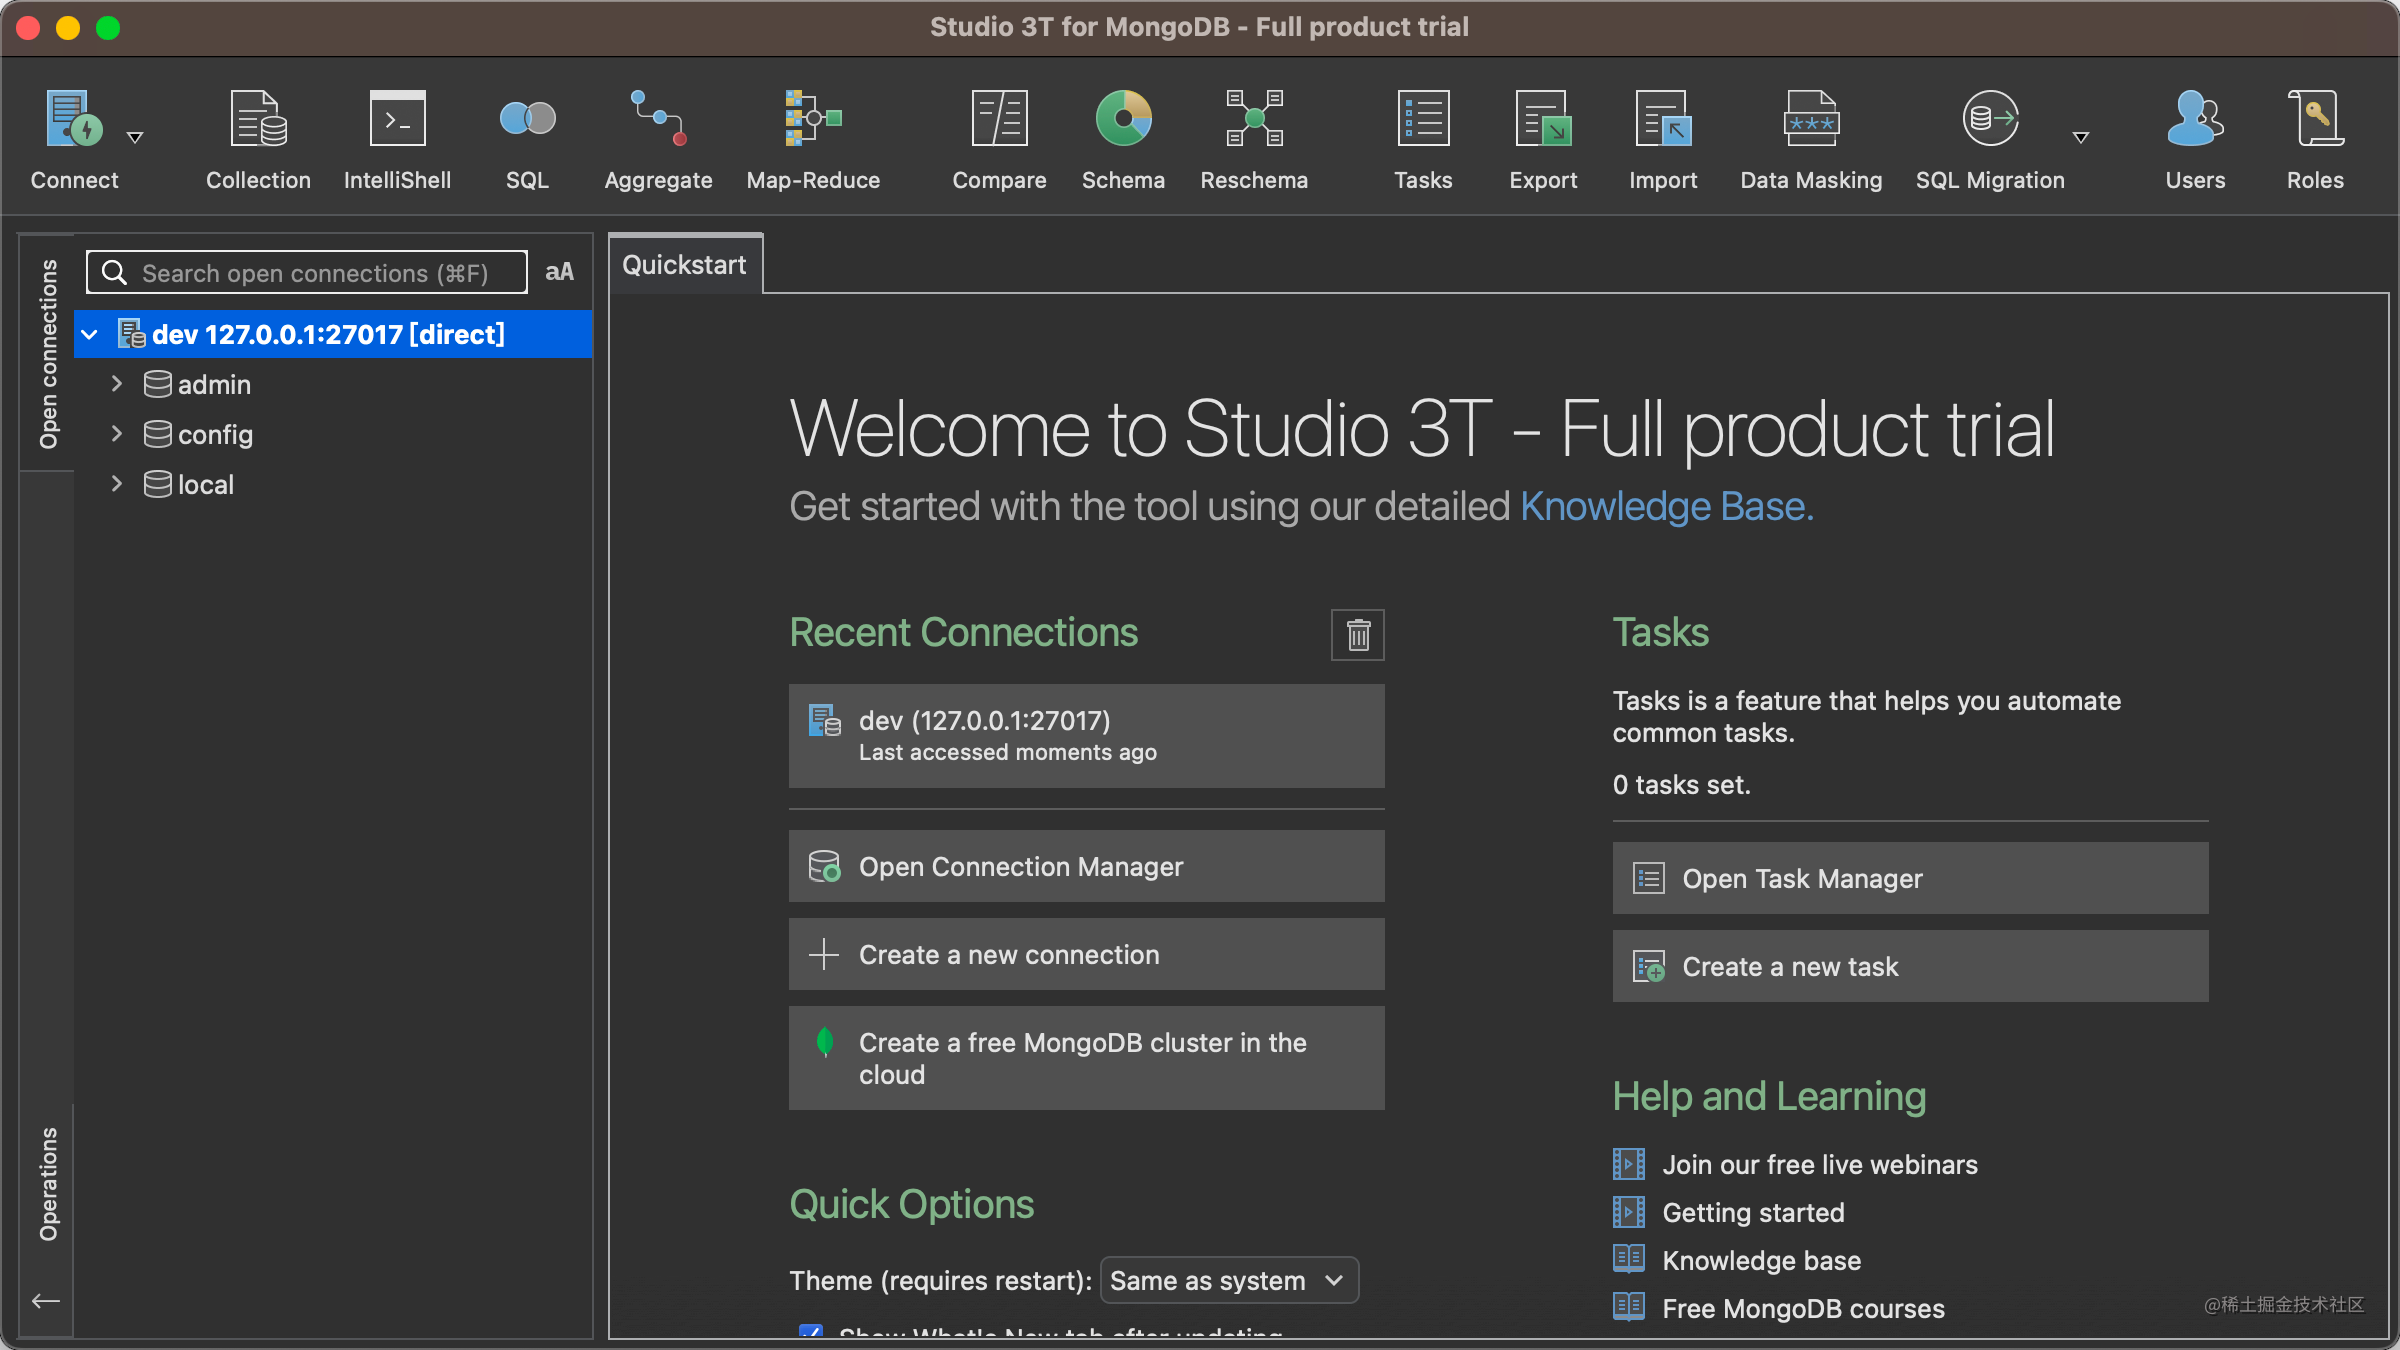 Studio 3T for MongoDB - Full product trial
Connect
Collection
IntelliShell
SQL
Aggregate
Map-Reduce
Compare
Schema
Reschema
Tasks
Export
Import
Data Masking
SQL Migration
Users
Roles
Open connections
Search open connections (⌘F)
aA
dev 127.0.0.1:27017 [direct]
admin
config
local
Operations
Quickstart
Welcome to Studio 3T - Full product trial
Get started with the tool using our detailed Knowledge Base.
Recent Connections
dev (127.0.0.1:27017)
Last accessed moments ago
Open Connection Manager
Create a new connection
Create a free MongoDB cluster in the
cloud
Quick Options
Theme (requires restart): Same as system
Show What's New tab after updating
Tasks
Tasks is a feature that helps you automate
common tasks.
0 tasks set.
Open Task Manager
Create a new task
Help and Learning
Join our free live webinars
Getting started
Knowledge base
Free MongoDB courses
@稀土掘金技术社区